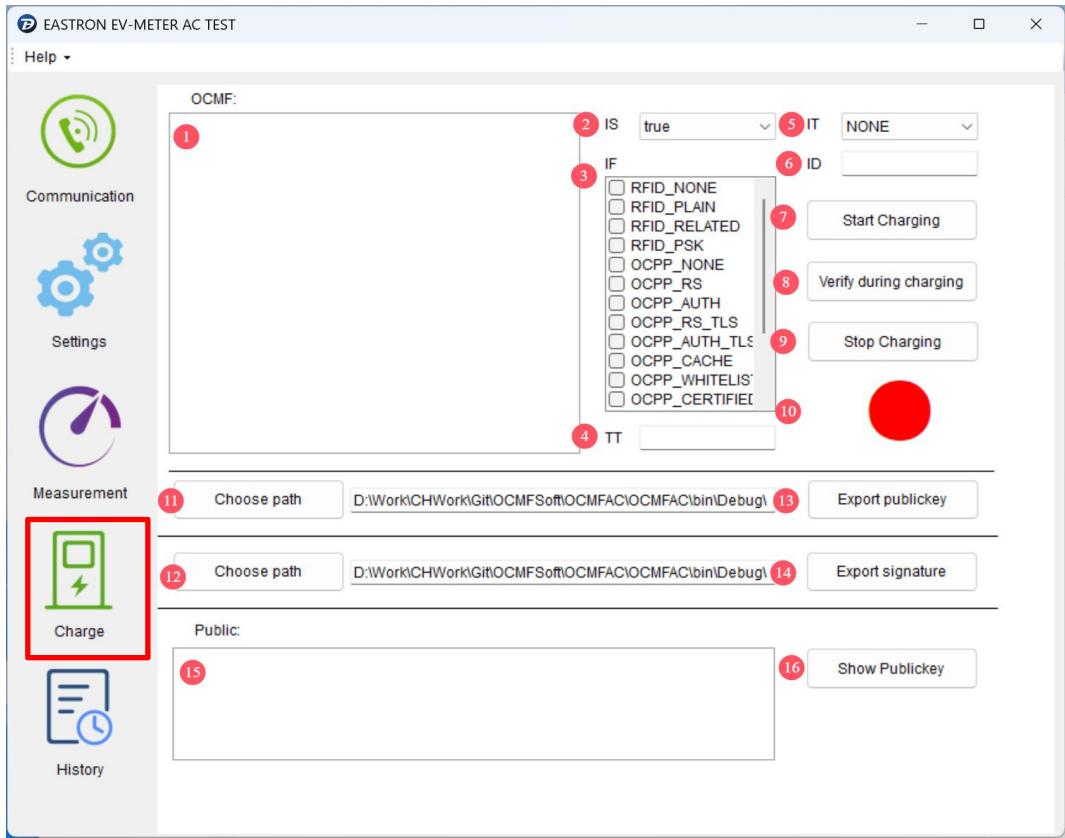 EASTRON EV-METER AC TEST
Help
Communication
Settings
Measurement
Charge
History
OCMF:
1
2 IS true
5 IT NONE
3 IF
6 ID
RFID_NONE
RFID_PLAIN
RFID_RELATED
RFID_PSK
OCPP_NONE
OCPP_RS
OCPP_AUTH
OCPP_RS_TLS
OCPP_AUTH_TLS
OCPP_CACHE
OCPP_WHITELIS
OCPP_CERTIFIED
7 Start Charging
8 Verify during charging
9 Stop Charging
10
4 TT
11 Choose path D:\Work\CHWork\Git\OCMFSoft\OCMFAC\OCMFAC\bin\Debug\ 13 Export publickey
12 Choose path D:\Work\CHWork\Git\OCMFSoft\OCMFAC\OCMFAC\bin\Debug\ 14 Export signature
Public:
15
16 Show Publickey